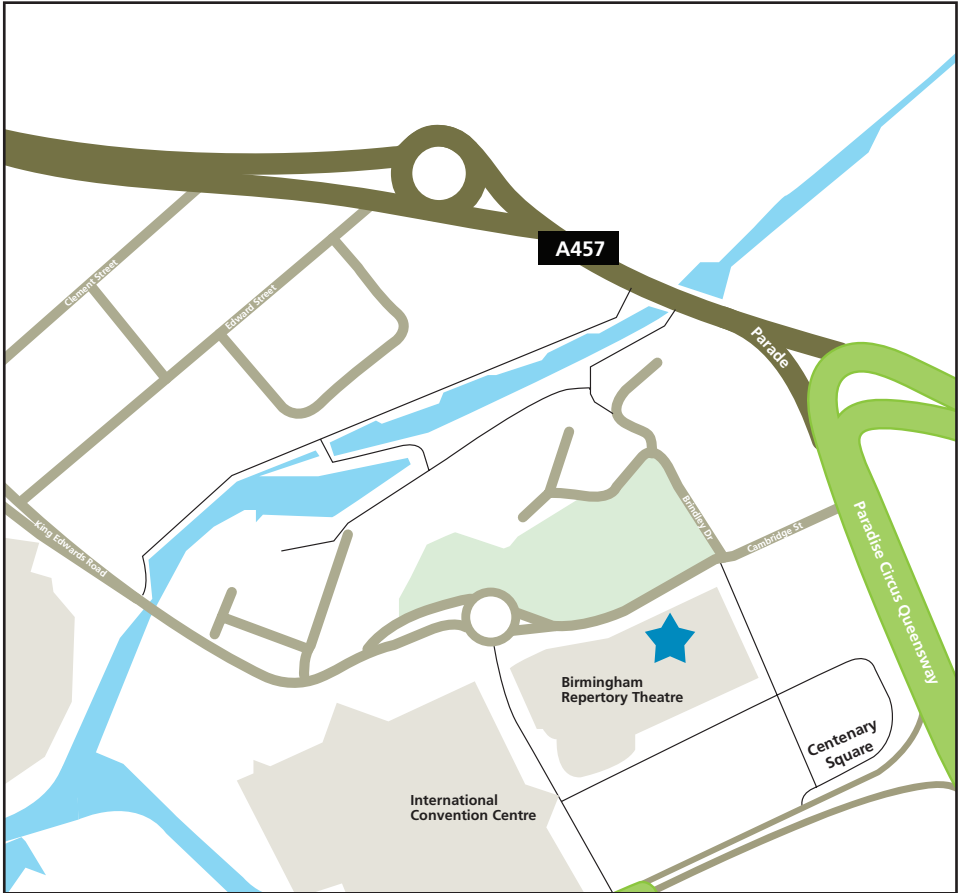 A457
Clement Street
Edward Street
Parade
King Edwards Road
Brindley Dr
Cambridge St
Paradise Circus Queensway
Birmingham
Repertory Theatre
Centenary
Square
International
Convention Centre